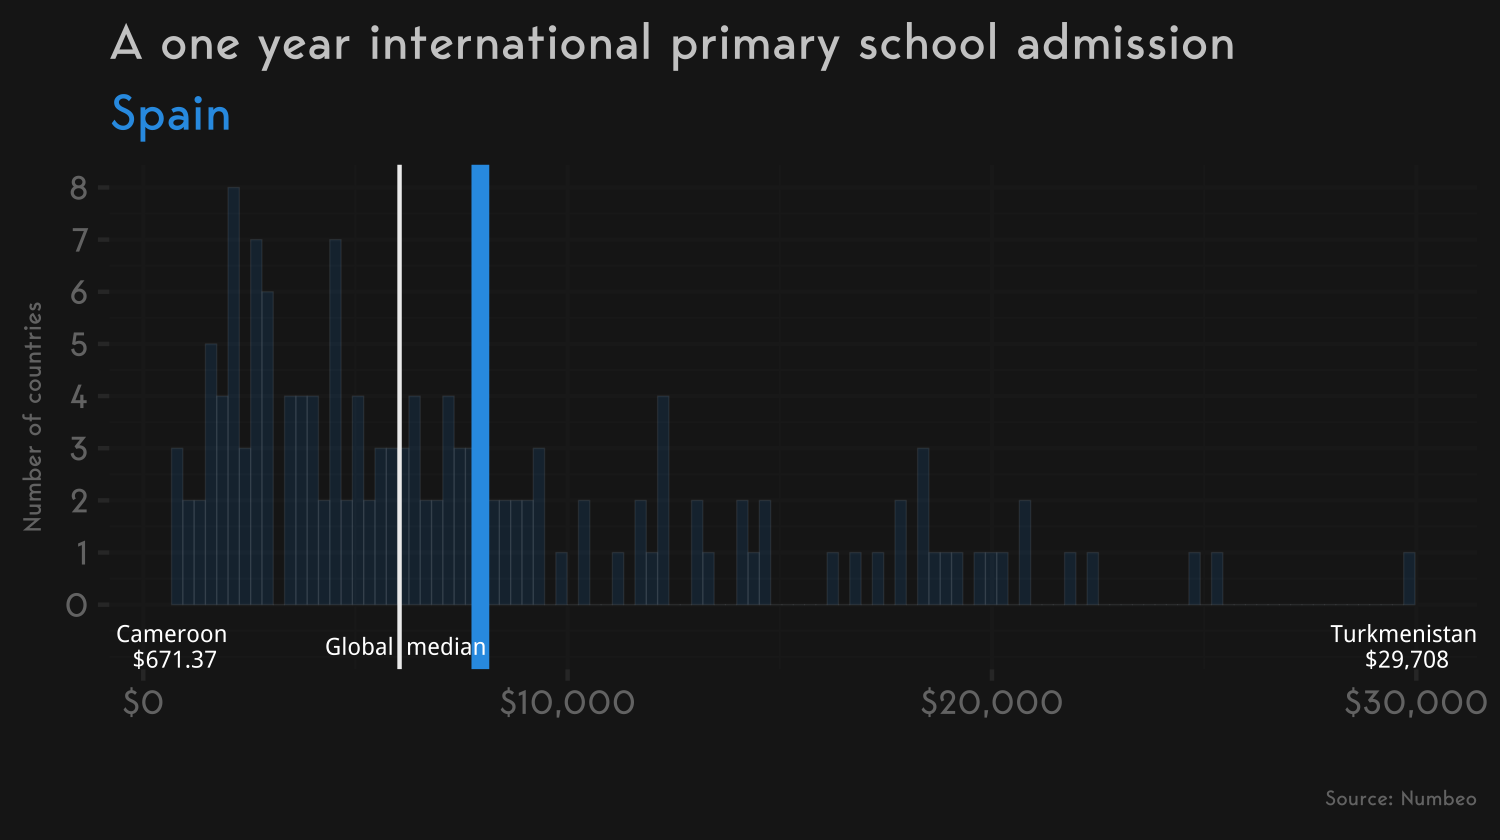 A one year international primary school admission
Spain
Number of countries
8
7
6
5
4
3
2
1
0
Cameroon
$671.37
Global median
Turkmenistan
$29,708
$0
$10,000
$20,000
$30,000
Source: Numbeo